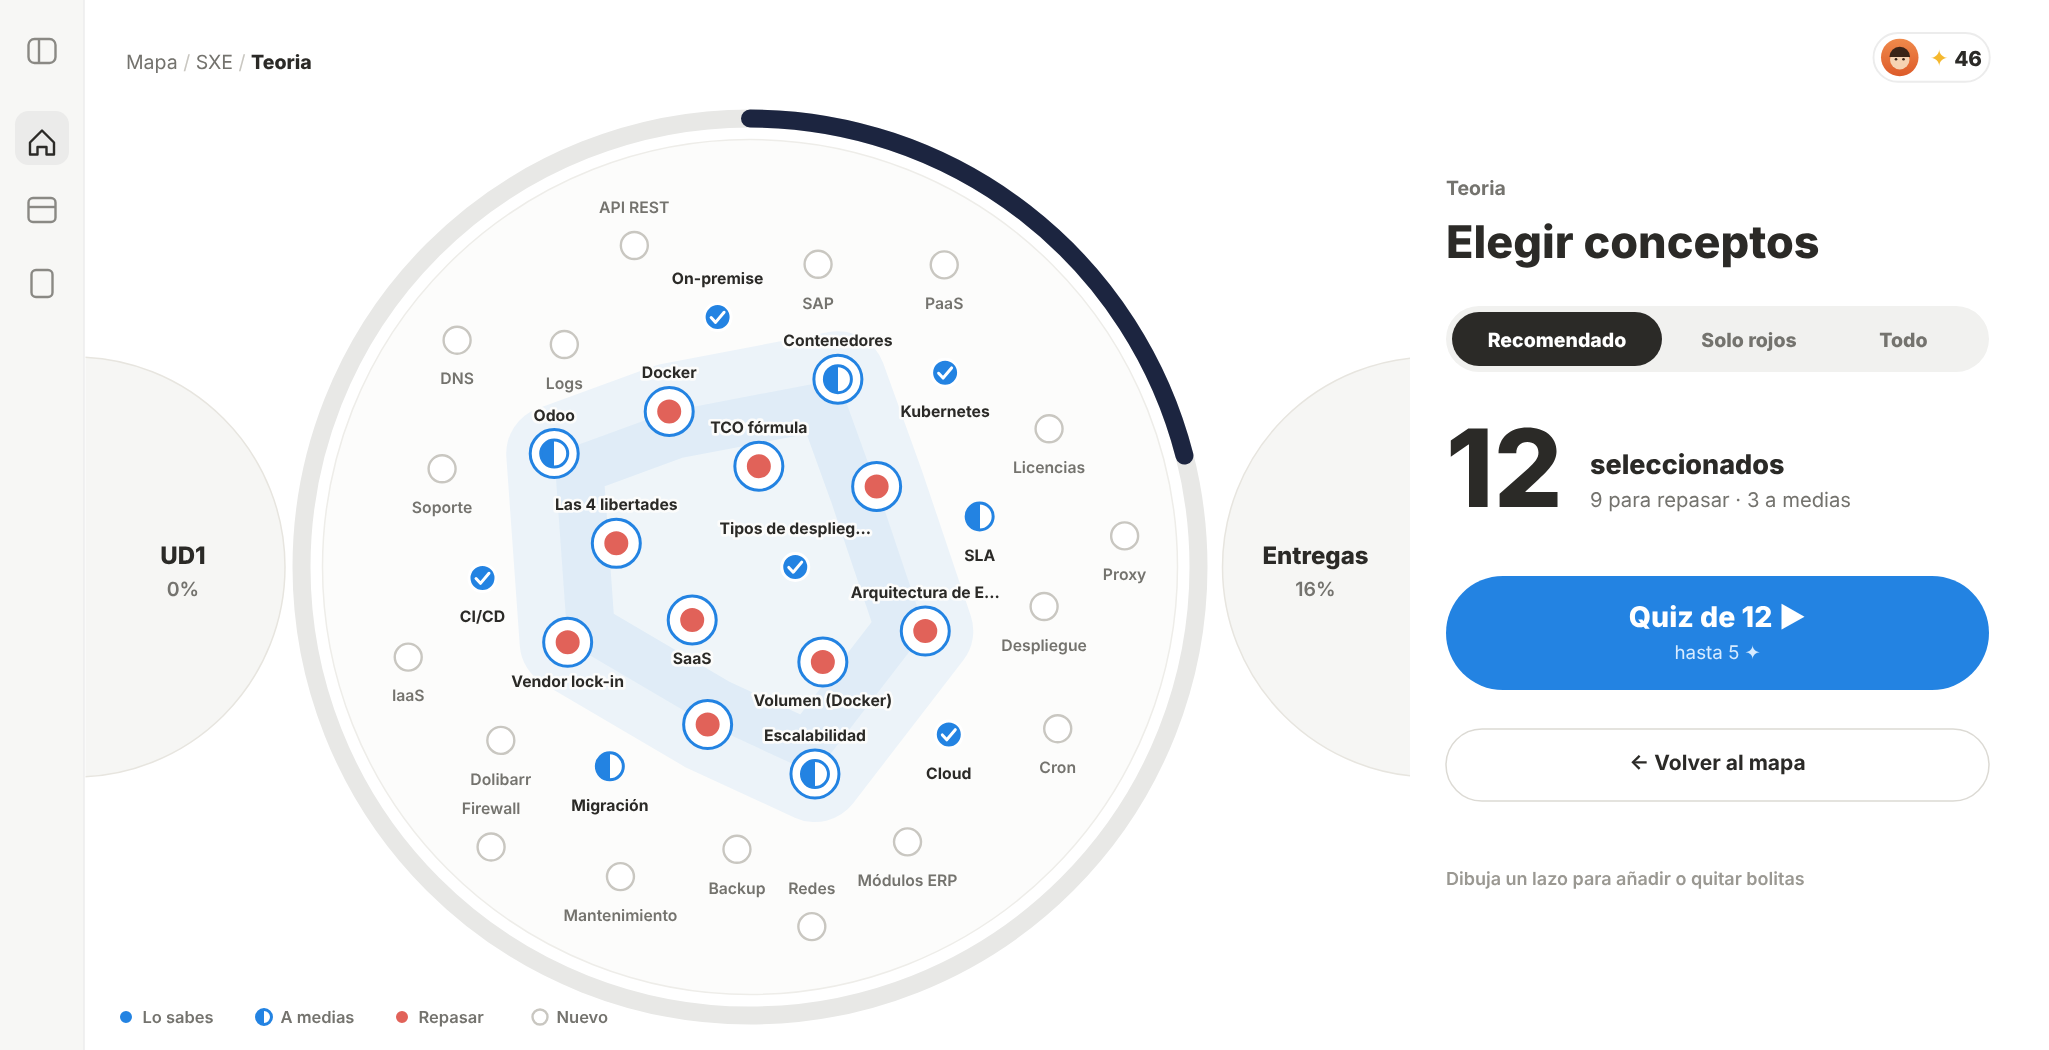 Mapa / SXE / Teoria
46
API REST
On-premise
SAP
PaaS
Contenedores
DNS
Logs
Docker
Kubernetes
Odoo
TCO fórmula
Licencias
Soporte
Las 4 libertades
Tipos de desplieg...
SLA
Proxy
CI/CD
Arquitectura de E...
Despliegue
SaaS
Vendor lock-in
IaaS
Volumen (Docker)
Escalabilidad
Dolibarr
Cloud
Cron
Firewall
Migración
Backup
Redes
Módulos ERP
Mantenimiento
UD1
0%
Entregas
16%
Lo sabes
A medias
Repasar
Nuevo
Teoria
Elegir conceptos
Recomendado
Solo rojos
Todo
12
seleccionados
9 para repasar · 3 a medias
Quiz de 12 ▶
hasta 5 ✦
← Volver al mapa
Dibuja un lazo para añadir o quitar bolitas